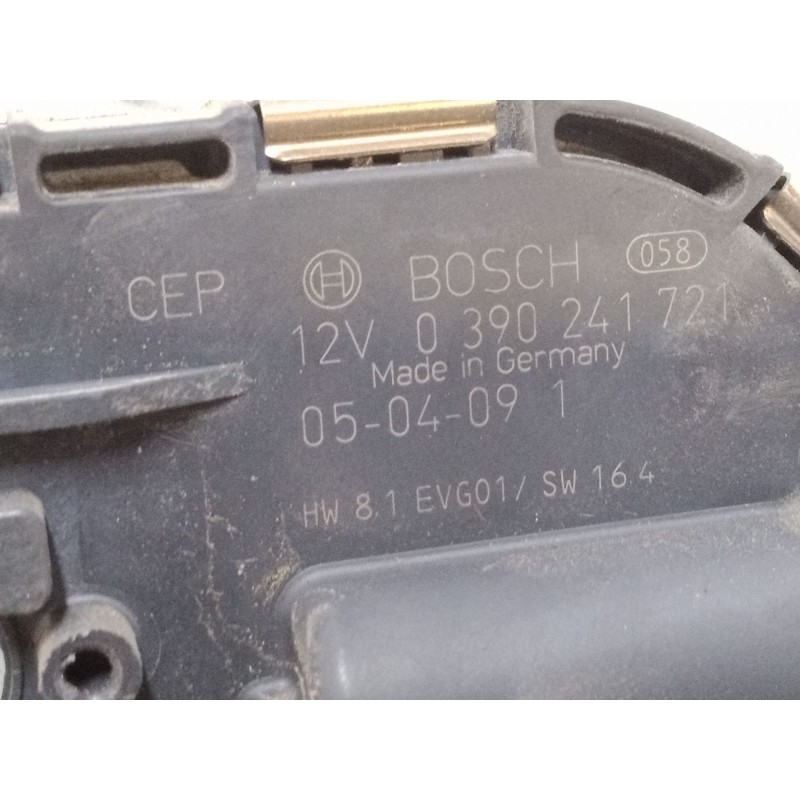 CEP BOSCH 058
12V 0 390 241 721
Made in Germany
05-04-09 1
HW 8.1 EVG01/ SW 16.4